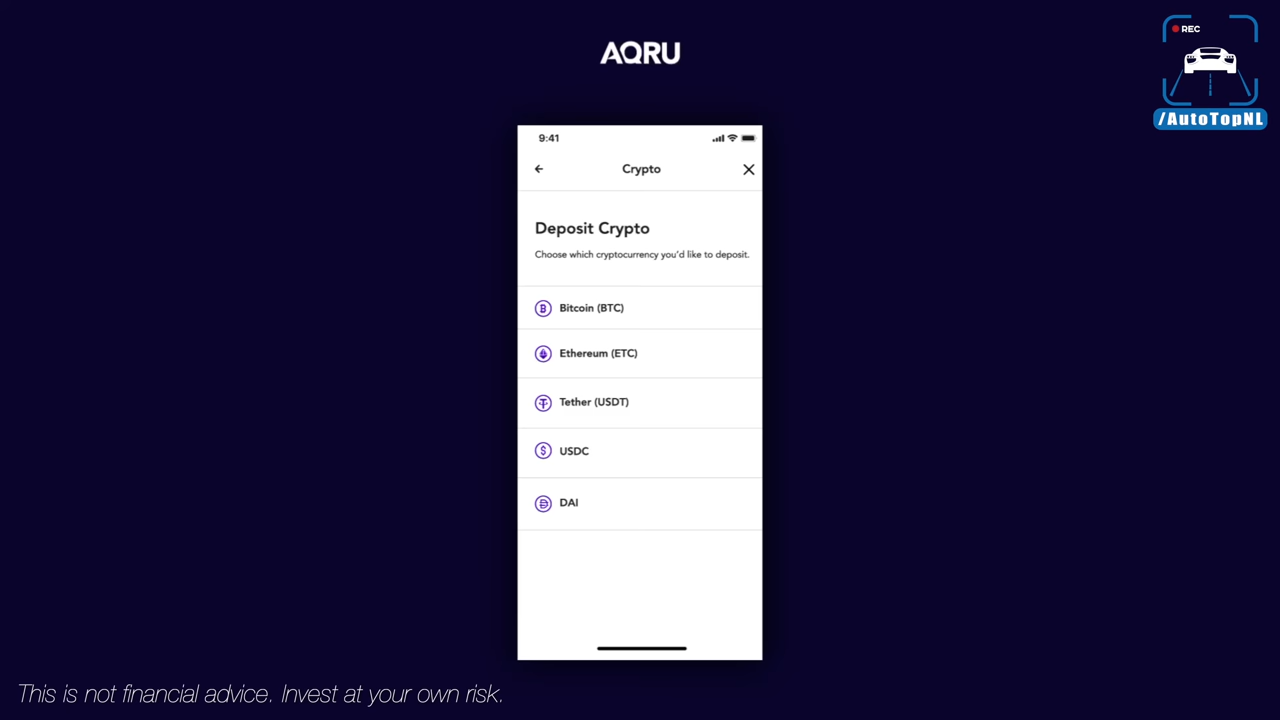 AQRU
REC
/AutoTopNL
9:41
Crypto
Deposit Crypto
Choose which cryptocurrency you'd like to deposit.
Bitcoin (BTC)
Ethereum (ETC)
Tether (USDT)
USDC
DAI
This is not financial advice. Invest at your own risk.